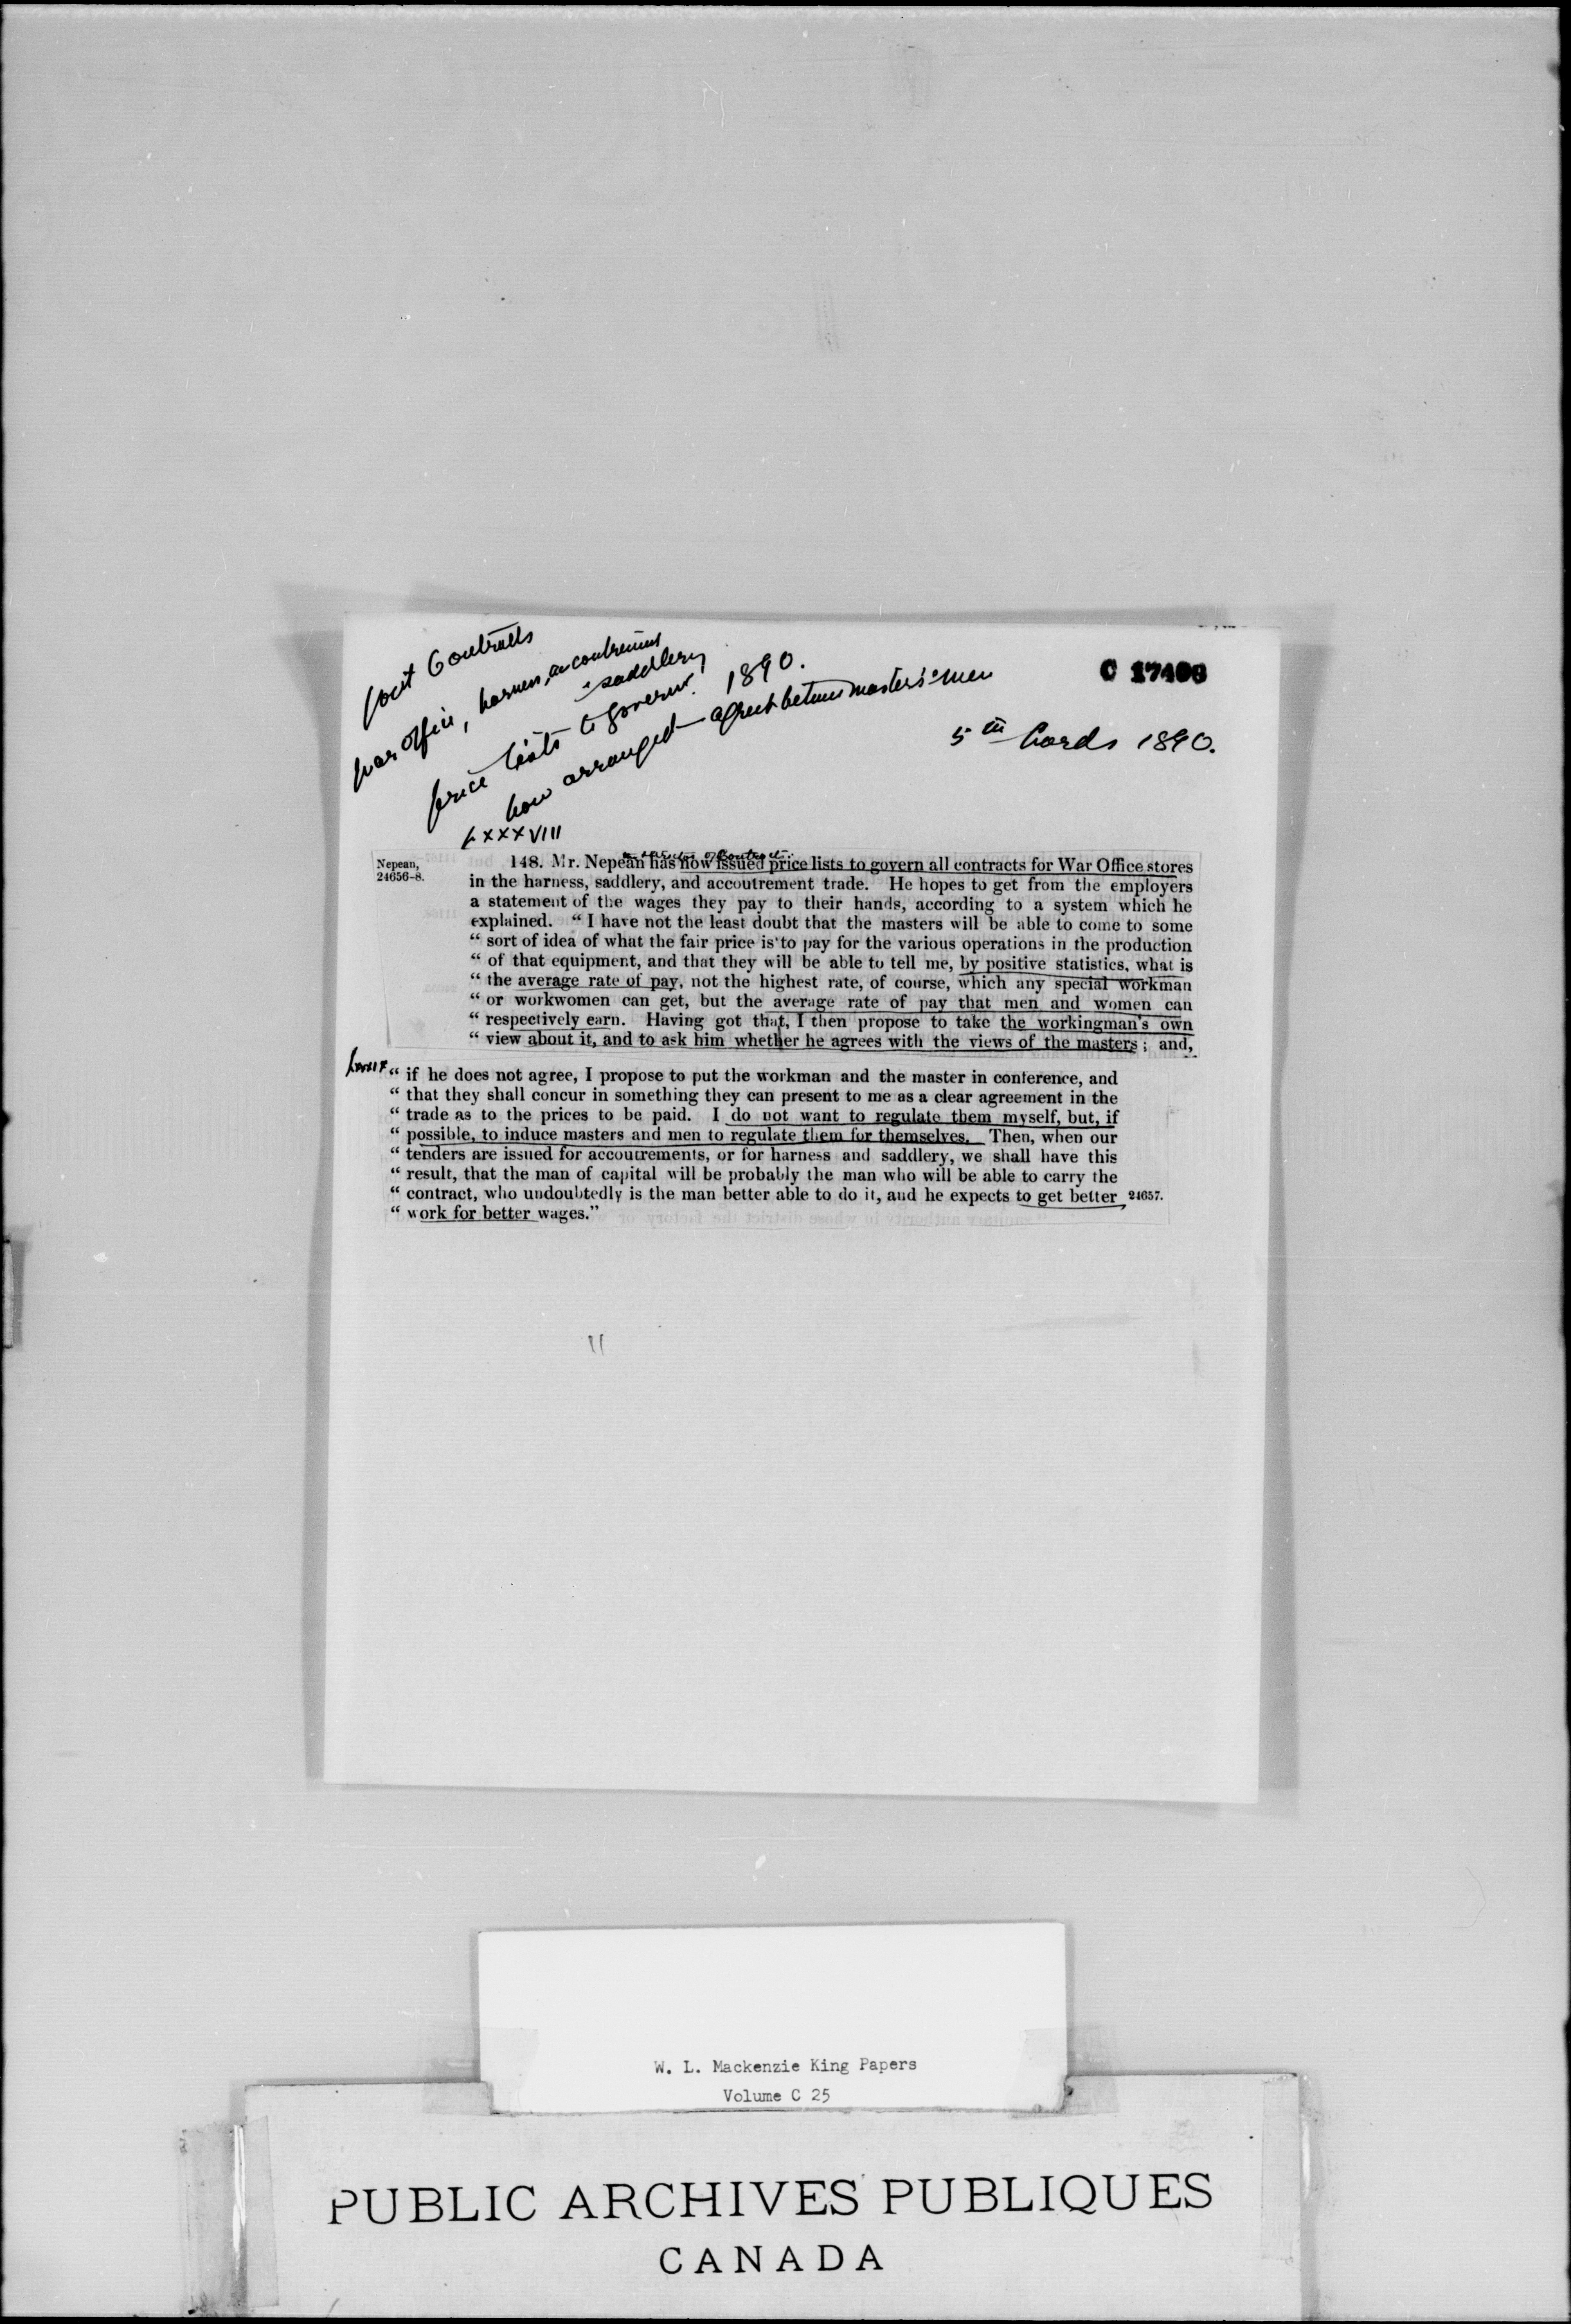 Govt Contracts
War Office, harness, accoutrement
& saddlery
Price lists to govern. 1890.
how arranged - agreet between masters & men
C 17406
5th Lords 1890.
LXXXVIII
Nepean,
24656-8.
148. Mr. Nepean has now issued price lists to govern all contracts for War Office stores
in the harness, saddlery, and accoutrement trade. He hopes to get from the employers
a statement of the wages they pay to their hands, according to a system which he
explained. “ I have not the least doubt that the masters will be able to come to some
“ sort of idea of what the fair price is to pay for the various operations in the production
“ of that equipment, and that they will be able to tell me, by positive statistics, what is
“ the average rate of pay, not the highest rate, of course, which any special workman
“ or workwomen can get, but the average rate of pay that men and women can
“ respectively earn. Having got that, I then propose to take the workingman's own
“ view about it, and to ask him whether he agrees with the views of the masters ; and,
“ if he does not agree, I propose to put the workman and the master in conference, and
“ that they shall concur in something they can present to me as a clear agreement in the
“ trade as to the prices to be paid. I do not want to regulate them myself, but, if
“ possible, to induce masters and men to regulate them for themselves. Then, when our
“ tenders are issued for accoutrements, or for harness and saddlery, we shall have this
“ result, that the man of capital will be probably the man who will be able to carry the
“ contract, who undoubtedly is the man better able to do it, and he expects to get better 24657.
“ work for better wages.”
W. L. Mackenzie King Papers
Volume C 25
PUBLIC ARCHIVES PUBLIQUES
CANADA